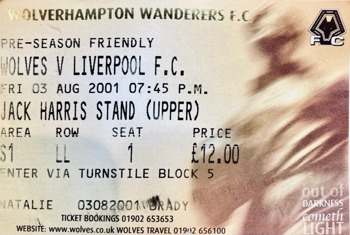 WOLVERHAMPTON WANDERERS F.C.
PRE-SEASON FRIENDLY
WOLVES V LIVERPOOL F.C.
FRI 03 AUG 2001 07:45 P.M.
JACK HARRIS STAND (UPPER)
AREA ROW SEAT PRICE
S1 LL 1 £12.00
ENTER VIA TURNSTILE BLOCK 5
NATALIE 03082001 BRADY
TICKET BOOKINGS 01902 653653
WEBSITE: www.wolves.co.uk WOLVES TRAVEL 01902 656100
FC
out of
DARKNESS
cometh
LIGHT